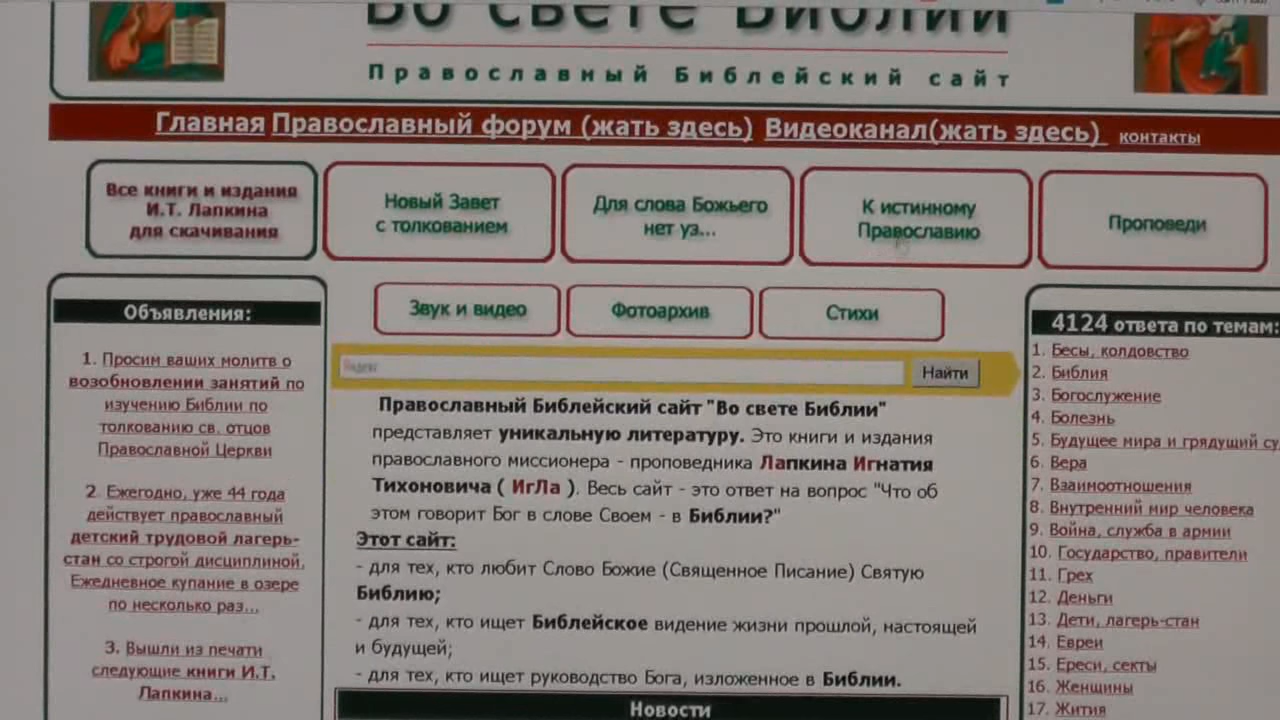 Во свете Библии
Православный Библейский сайт
Главная Православный форум (жать здесь) Видеоканал(жать здесь) контакты
Все книги и издания
И.Т. Лапкина
для скачивания
Новый Завет
с толкованием
Для слова Божьего
нет уз...
К истинному
Православию
Проповеди
Звук и видео
Фотоархив
Стихи
Объявления:
1. Просим ваших молитв о
возобновлении занятий по
изучению Библии по
толкованию св. отцов
Православной Церкви
2. Ежегодно, уже 44 года
действует православный
детский трудовой лагерь-
стан со строгой дисциплиной.
Ежедневное купание в озере
по несколько раз...
3. Вышли из печати
следующие книги И.Т.
Лапкина...
Найти
Православный Библейский сайт "Во свете Библии"
представляет уникальную литературу. Это книги и издания
православного миссионера - проповедника Лапкина Игнатия
Тихоновича ( ИгЛа ). Весь сайт - это ответ на вопрос "Что об
этом говорит Бог в слове Своем - в Библии?"
Этот сайт:
- для тех, кто любит Слово Божие (Священное Писание) Святую
Библию;
- для тех, кто ищет Библейское видение жизни прошлой, настоящей
и будущей;
- для тех, кто ищет руководство Бога, изложенное в Библии.
Новости
4124 ответа по темам:
1. Бесы, колдовство
2. Библия
3. Богослужение
4. Болезнь
5. Будущее мира и грядущий су
6. Вера
7. Взаимоотношения
8. Внутренний мир человека
9. Война, служба в армии
10. Государство, правители
11. Грех
12. Деньги
13. Дети, лагерь-стан
14. Евреи
15. Ереси, секты
16. Женщины
17. Жития